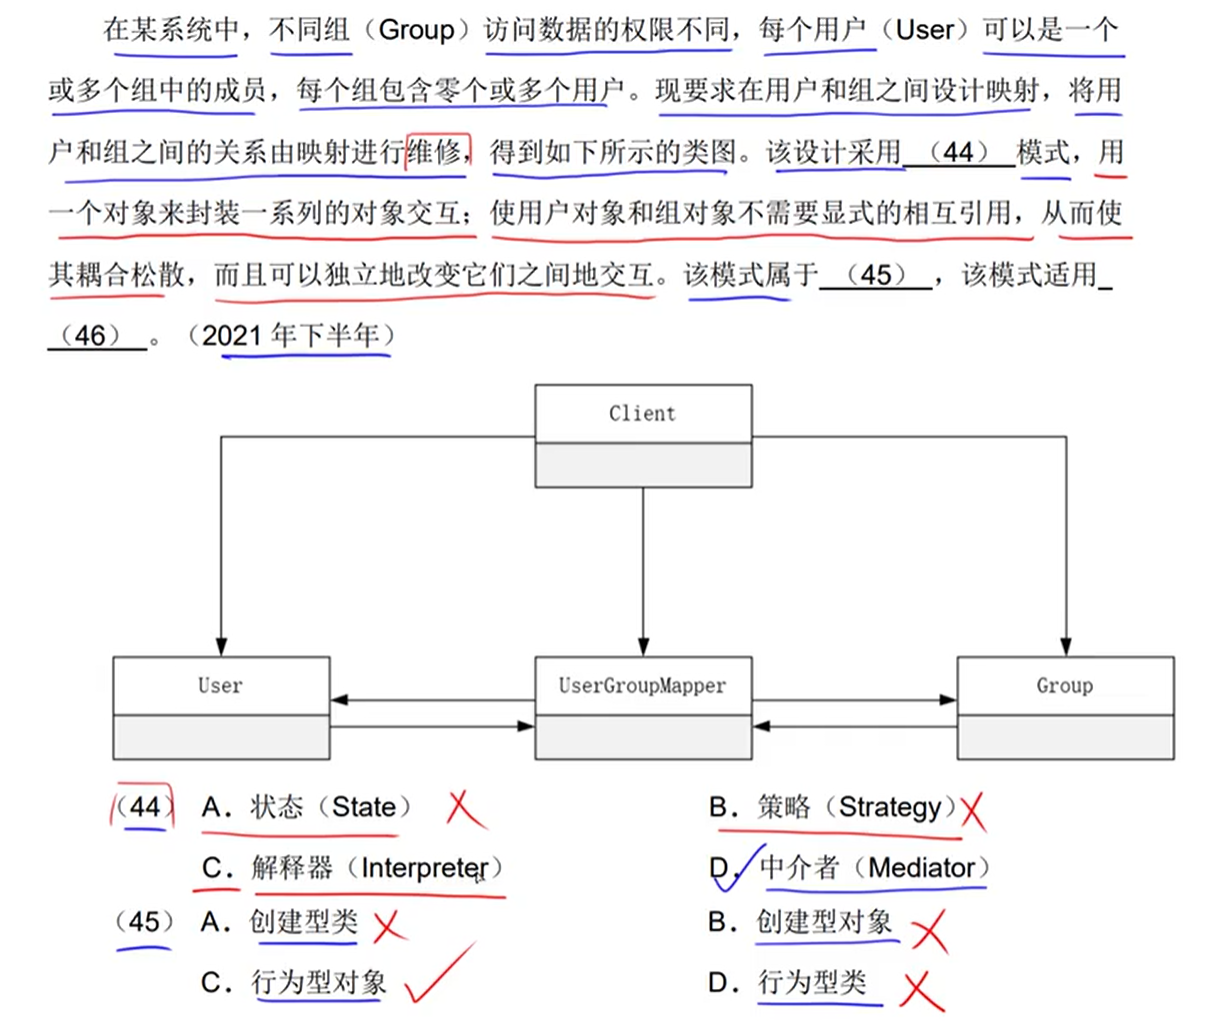 在某系统中，不同组（Group）访问数据的权限不同，每个用户（User）可以是一个
或多个组中的成员，每个组包含零个或多个用户。现要求在用户和组之间设计映射，将用
户和组之间的关系由映射进行维修，得到如下所示的类图。该设计采用 （44） 模式，用
一个对象来封装一系列的对象交互；使用户对象和组对象不需要显式的相互引用，从而使
其耦合松散，而且可以独立地改变它们之间地交互。该模式属于 （45） ，该模式适用
（46） 。（2021 年下半年）
Client
User UserGroupMapper Group
（44） A．状态（State） B．策略（Strategy）
C．解释器（Interpreter） D．中介者（Mediator）
（45） A．创建型类 B．创建型对象
C．行为型对象 D．行为型类